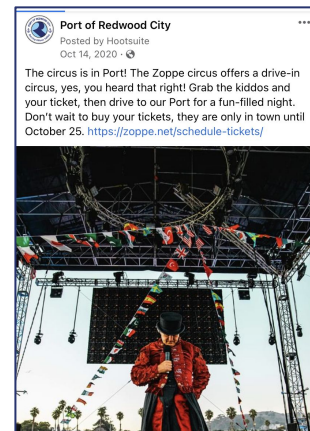 Port of Redwood City
Posted by Hootsuite
Oct 14, 2020 ·
The circus is in Port! The Zoppe circus offers a drive-in
circus, yes, you heard that right! Grab the kiddos and
your ticket, then drive to our Port for a fun-filled night.
Don't wait to buy your tickets, they are only in town until
October 25. https://zoppe.net/schedule-tickets/